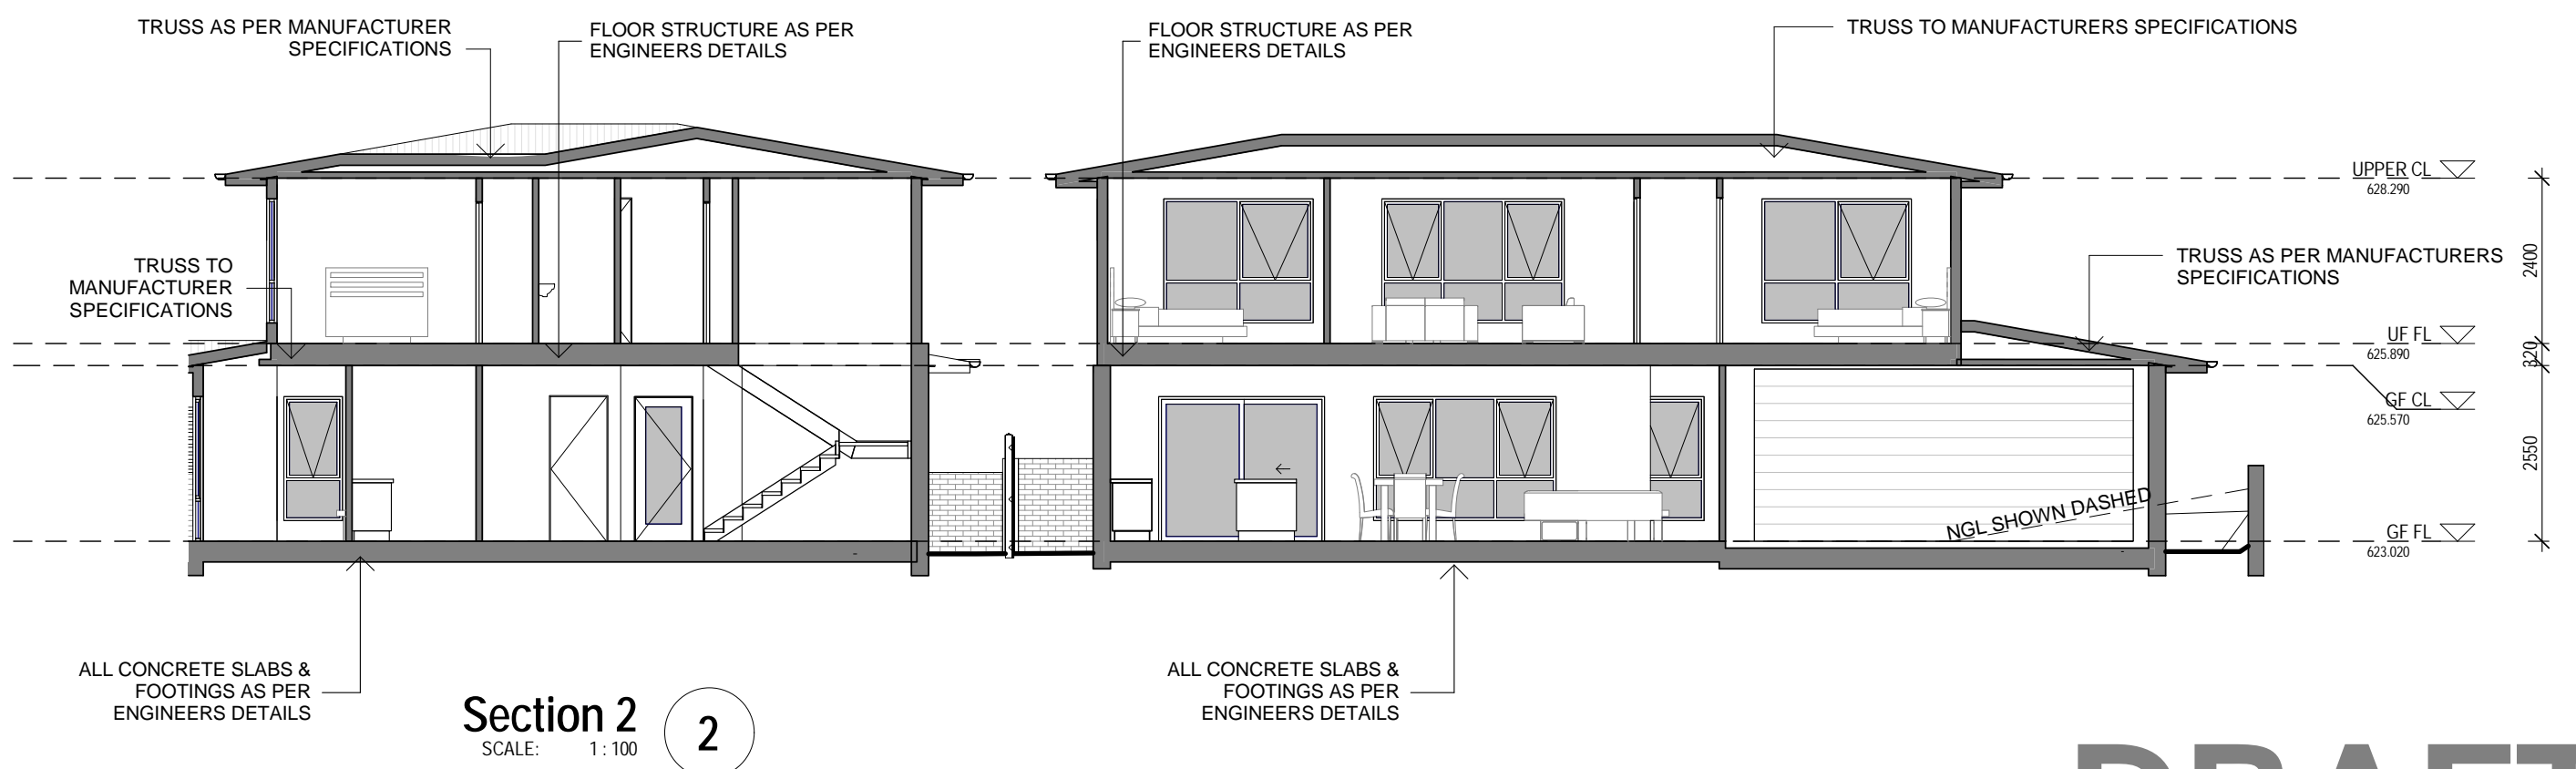 TRUSS AS PER MANUFACTURER
SPECIFICATIONS
FLOOR STRUCTURE AS PER
ENGINEERS DETAILS
FLOOR STRUCTURE AS PER
ENGINEERS DETAILS
TRUSS TO MANUFACTURERS SPECIFICATIONS
UPPER CL
628.290
TRUSS TO
MANUFACTURER
SPECIFICATIONS
TRUSS AS PER MANUFACTURERS
SPECIFICATIONS
2400
UF FL
625.890
320
GF CL
625.570
2550
NGL SHOWN DASHED
GF FL
623.020
ALL CONCRETE SLABS &
FOOTINGS AS PER
ENGINEERS DETAILS
ALL CONCRETE SLABS &
FOOTINGS AS PER
ENGINEERS DETAILS
Section 2
SCALE: 1 : 100
2
DRAFT